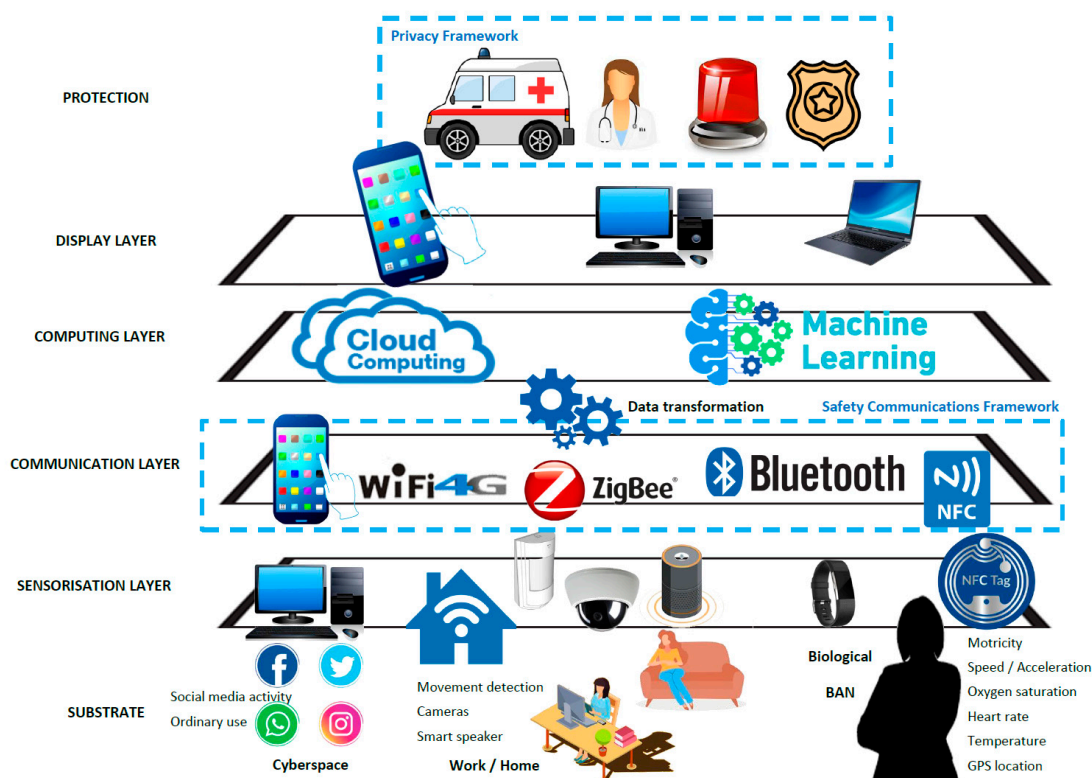 Privacy Framework
PROTECTION
DISPLAY LAYER
COMPUTING LAYER
Cloud
Computing
Machine
Learning
Data transformation
Safety Communications Framework
COMMUNICATION LAYER
WiFi 4G
ZigBee®
Bluetooth
NFC
SENSORISATION LAYER
NFC Tag
SUBSTRATE
Social media activity
Ordinary use
Cyberspace
Movement detection
Cameras
Smart speaker
Work / Home
Biological
BAN
Motricity
Speed / Acceleration
Oxygen saturation
Heart rate
Temperature
GPS location